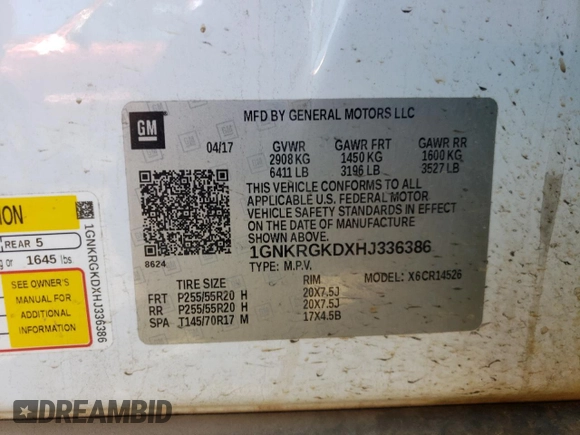 GM
MFD BY GENERAL MOTORS LLC
04/17 GVWR GAWR FRT GAWR RR
2908 KG 1450 KG 1600 KG
6411 LB 3196 LB 3527 LB
THIS VEHICLE CONFORMS TO ALL
APPLICABLE U.S. FEDERAL MOTOR
VEHICLE SAFETY STANDARDS IN EFFECT
ON THE DATE OF MANUFACTURE
SHOWN ABOVE.
8624
1GNKRGKDXHJ336386
TYPE: M.P.V. MODEL: X6CR14526
TIRE SIZE RIM
FRT P255/55R20 H 20X7.5J
RR P255/55R20 H 20X7.5J
SPA T145/70R17 M 17X4.5B
REAR 5
or 1645 lbs
SEE OWNER'S
MANUAL FOR
ADDITIONAL
INFORMATION
1GNKRGKDXHJ336386
DREAMBID